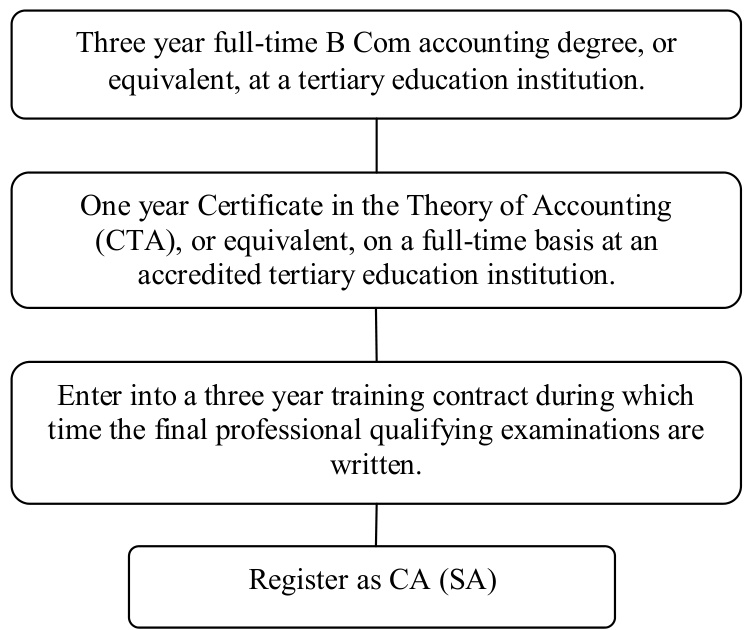 Three year full-time B Com accounting degree, or
equivalent, at a tertiary education institution.
One year Certificate in the Theory of Accounting
(CTA), or equivalent, on a full-time basis at an
accredited tertiary education institution.
Enter into a three year training contract during which
time the final professional qualifying examinations are
written.
Register as CA (SA)